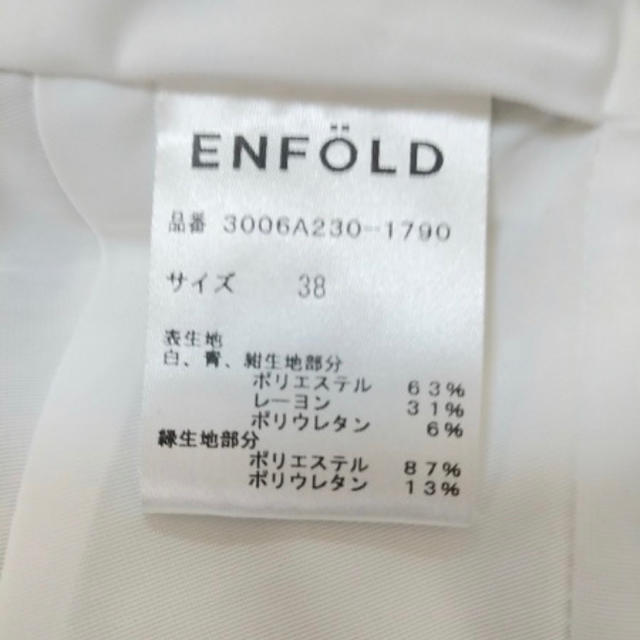 ENFÖLD
品番 3006A230-1790
サイズ 38
表生地
白、青、紺生地部分
ポリエステル 63%
レーヨン 31%
ポリウレタン 6%
緑生地部分
ポリエステル 87%
ポリウレタン 13%